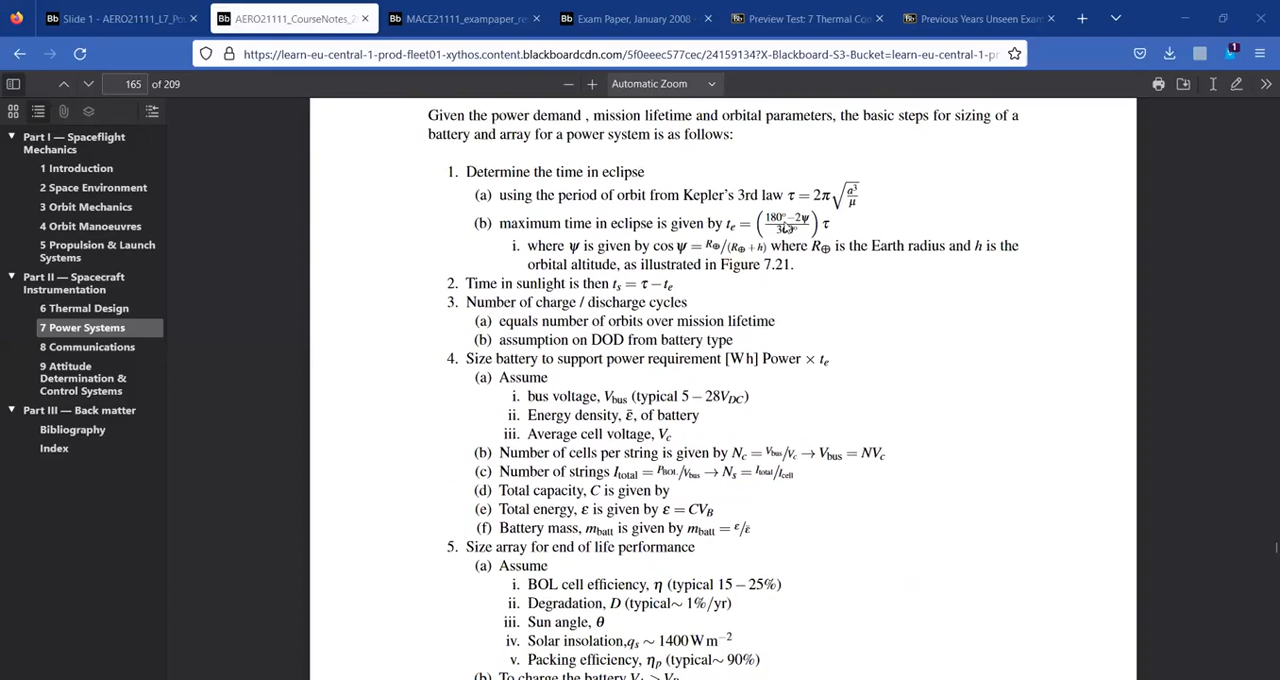 Slide 1 - AERO21111_L7_Po
AERO21111_CourseNotes_2
MACE21111_exampaper_re
Exam Paper, January 2008 -
Preview Test: 7 Thermal Co
Previous Years Unseen Exam
https://learn-eu-central-1-prod-fleet01-xythos.content.blackboardcdn.com/5f0eeec577cec/24159134?X-Blackboard-S3-Bucket=learn-eu-central-1-pr
1
165 of 209
Automatic Zoom
Part I — Spaceflight
Mechanics
1 Introduction
2 Space Environment
3 Orbit Mechanics
4 Orbit Manoeuvres
5 Propulsion & Launch
Systems
Part II — Spacecraft
Instrumentation
6 Thermal Design
7 Power Systems
8 Communications
9 Attitude
Determination &
Control Systems
Part III — Back matter
Bibliography
Index
Given the power demand , mission lifetime and orbital parameters, the basic steps for sizing of a
battery and array for a power system is as follows:
1. Determine the time in eclipse
(a) using the period of orbit from Kepler's 3rd law τ = 2π√(a³/μ)
(b) maximum time in eclipse is given by tₑ = ((180°−2ψ)/360°) τ
i. where ψ is given by cos ψ = R⊕/(R⊕ + h) where R⊕ is the Earth radius and h is the
orbital altitude, as illustrated in Figure 7.21.
2. Time in sunlight is then tₛ = τ − tₑ
3. Number of charge / discharge cycles
(a) equals number of orbits over mission lifetime
(b) assumption on DOD from battery type
4. Size battery to support power requirement [W h] Power × tₑ
(a) Assume
i. bus voltage, V_bus (typical 5 − 28V_DC)
ii. Energy density, ε̄, of battery
iii. Average cell voltage, V_c
(b) Number of cells per string is given by N_c = V_bus/V_c → V_bus = NV_c
(c) Number of strings I_total = P_BOL/V_bus → N_s = I_total/I_cell
(d) Total capacity, C is given by
(e) Total energy, ε is given by ε = CV_B
(f) Battery mass, m_batt is given by m_batt = ε/ε̄
5. Size array for end of life performance
(a) Assume
i. BOL cell efficiency, η (typical 15 − 25%)
ii. Degradation, D (typical∼ 1%/yr)
iii. Sun angle, θ
iv. Solar insolation,q_s ∼ 1400 W m⁻²
v. Packing efficiency, η_p (typical∼ 90%)
(b) To charge the battery V_A > V_B